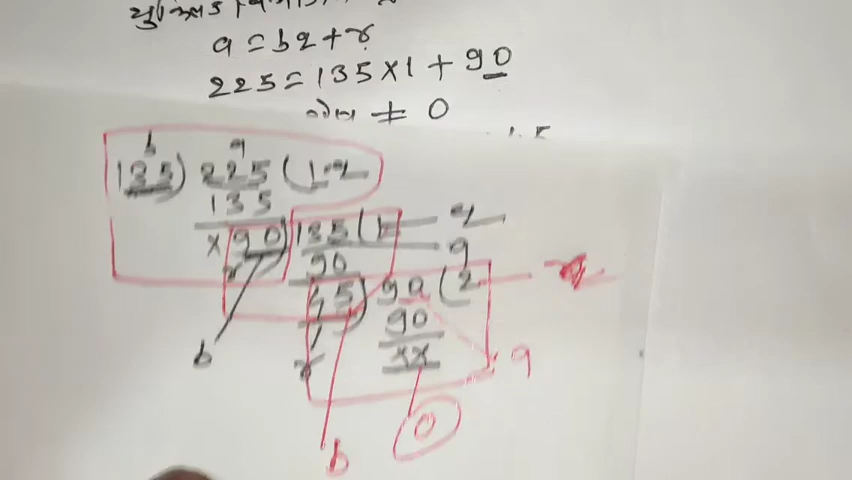 a = bq + r
225 = 135 × 1 + 90
शेष ≠ 0
b a
135) 225 (1-q
135
x 90) 135 (1 q
r 90 a
45) 90 (2
b r 90
xx a
0
b